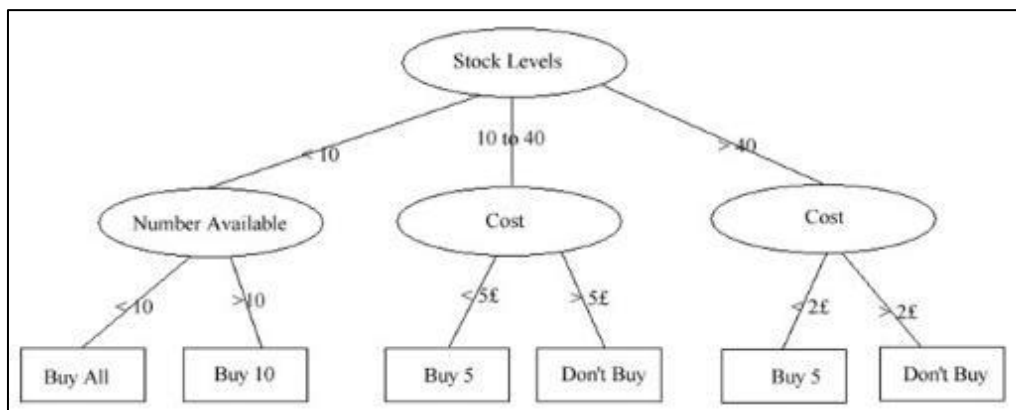 Stock Levels
< 10
10 to 40
> 40
Number Available
Cost
Cost
< 10
>10
< 5£
> 5£
< 2£
> 2£
Buy All
Buy 10
Buy 5
Don't Buy
Buy 5
Don't Buy